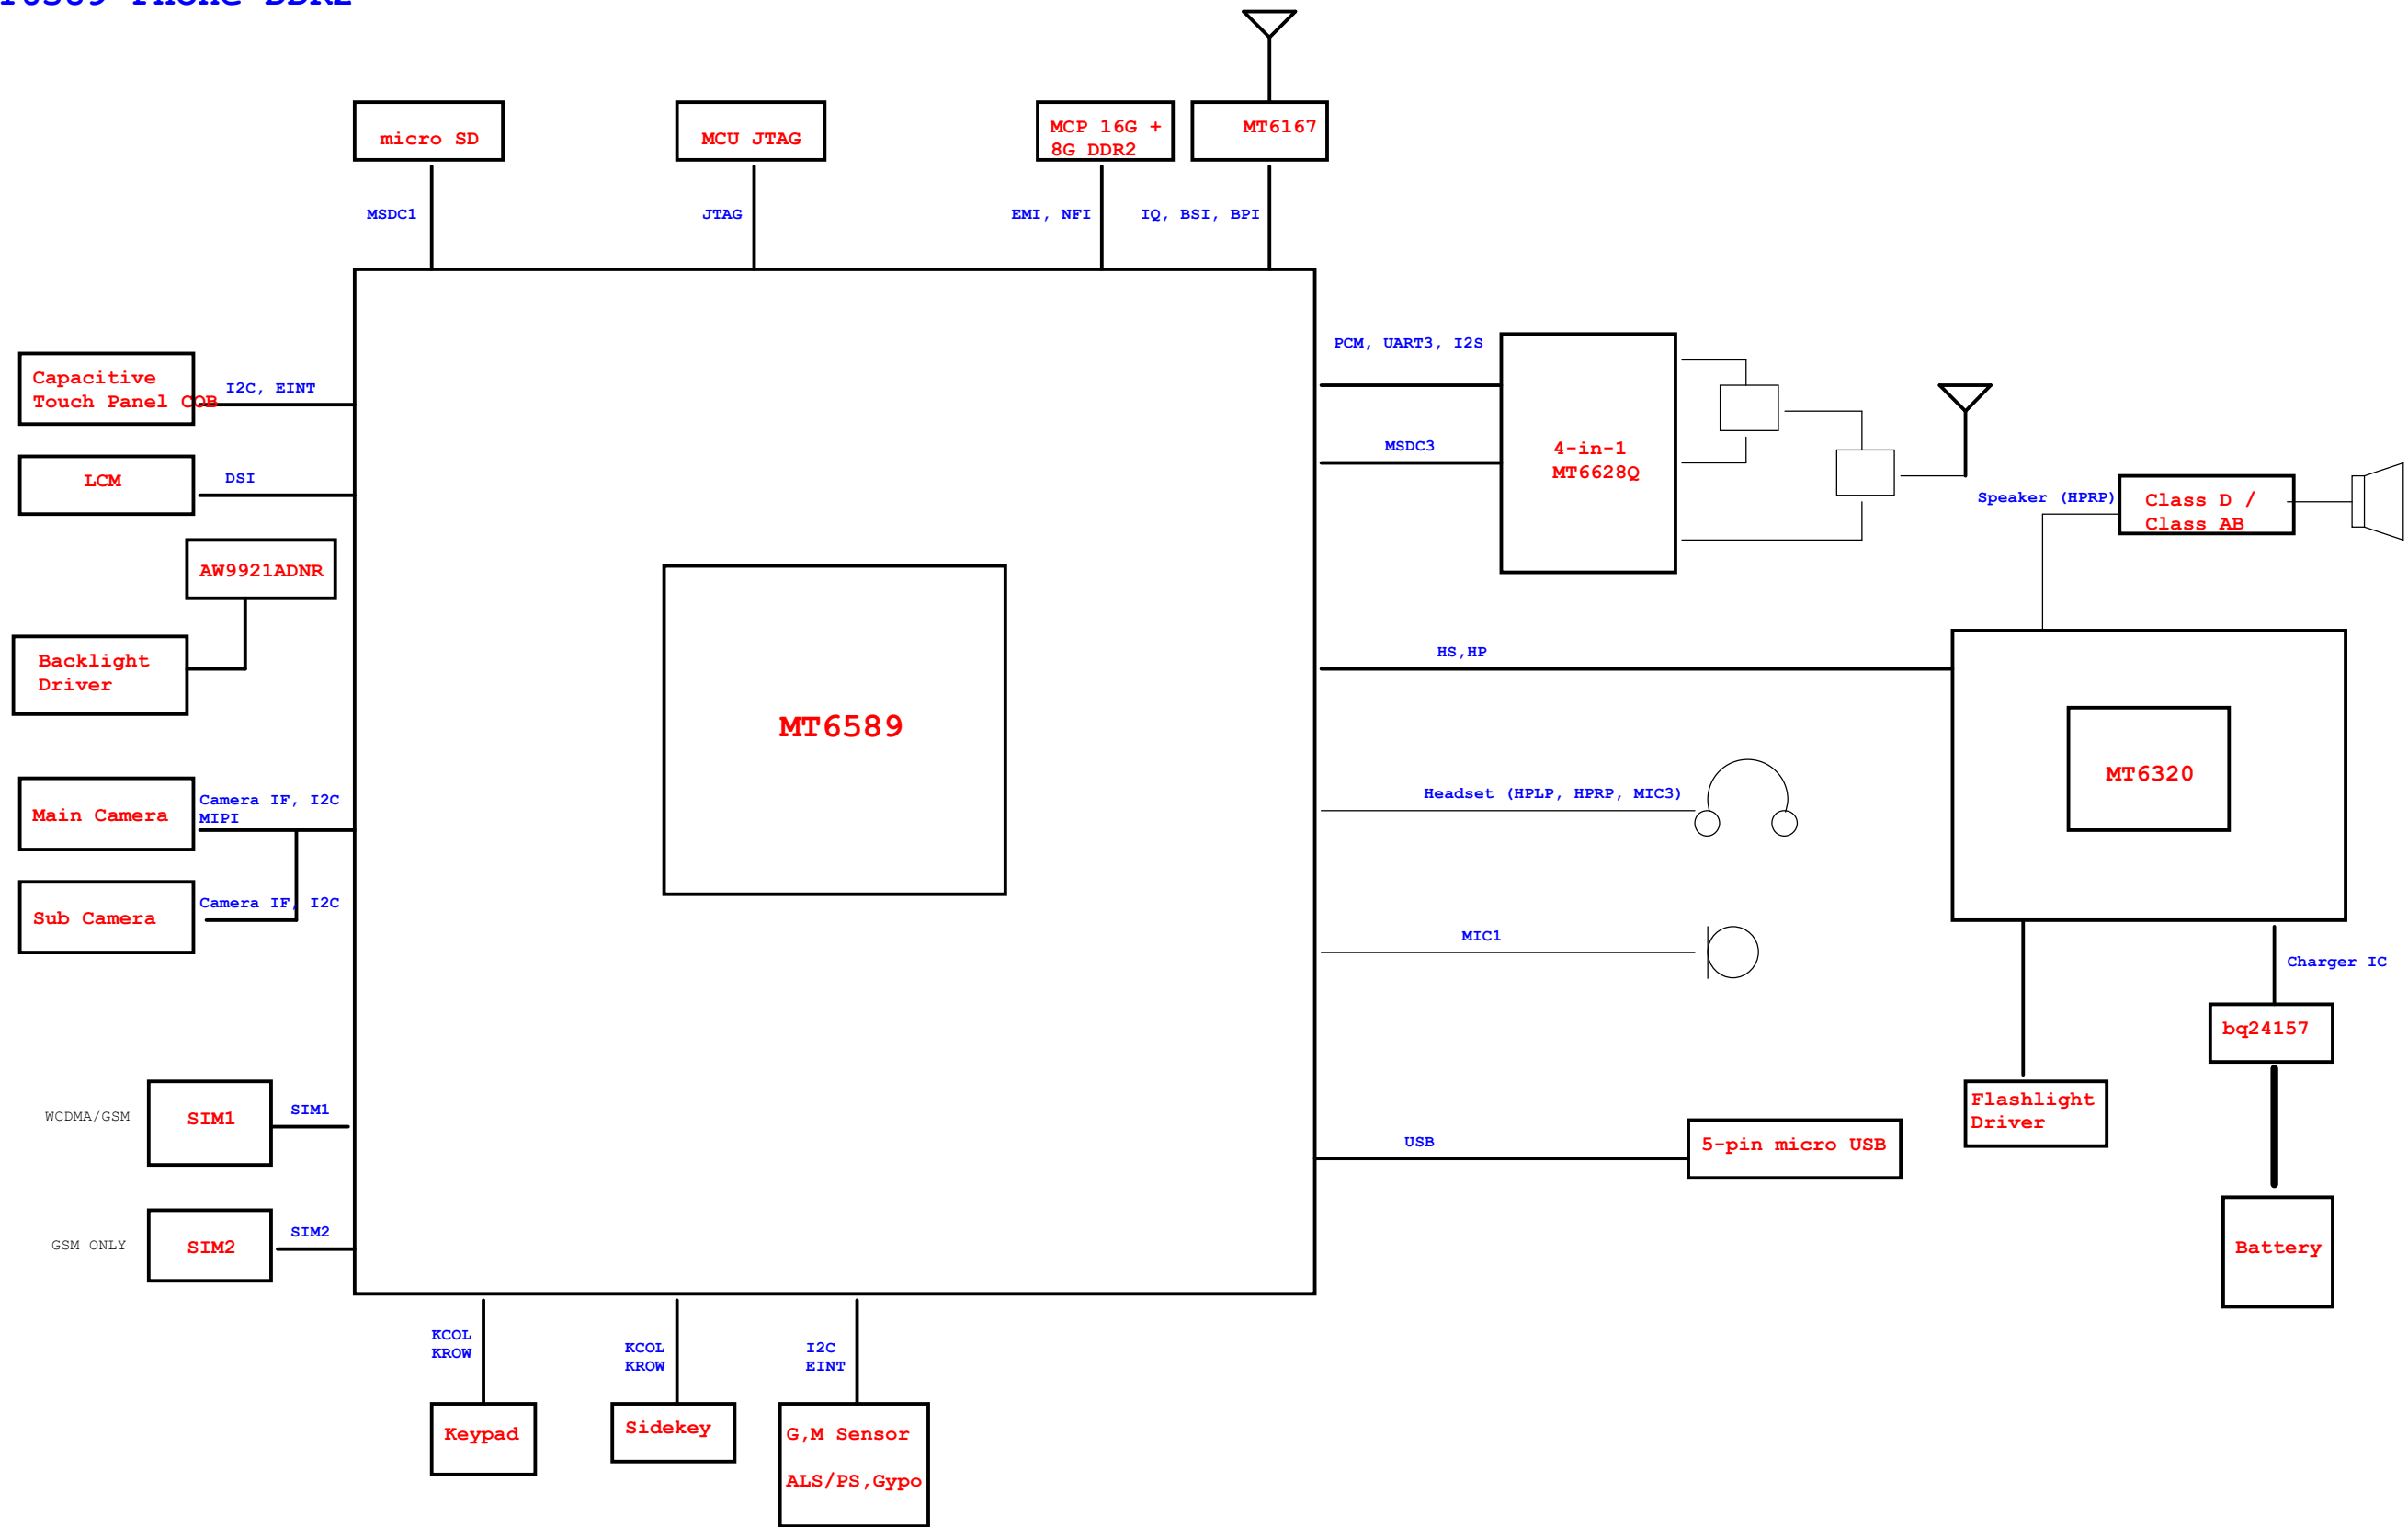 PHONE DDR2
micro SD
MCU JTAG
MCP 16G +
8G DDR2
MT6167
MSDC1
JTAG
EMI, NFI
IQ, BSI, BPI
PCM, UART3, I2S
Capacitive
Touch Panel COB
I2C, EINT
MSDC3
4-in-1
MT6628Q
LCM
DSI
Speaker (HPRP)
Class D /
Class AB
AW9921ADNR
Backlight
Driver
HS,HP
MT6589
MT6320
Main Camera
Camera IF, I2C
MIPI
Headset (HPLP, HPRP, MIC3)
Sub Camera
Camera IF, I2C
MIC1
Charger IC
bq24157
WCDMA/GSM
SIM1
SIM1
Flashlight
Driver
USB
5-pin micro USB
GSM ONLY
SIM2
SIM2
Battery
KCOL
KROW
KCOL
KROW
I2C
EINT
Keypad
Sidekey
G,M Sensor
ALS/PS,Gypo